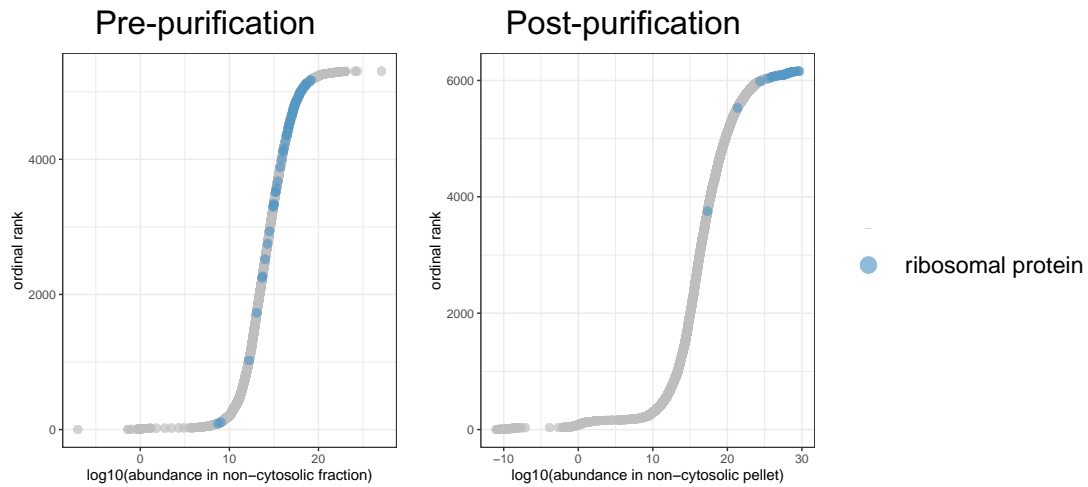 Pre-purification
Post-purification
4000
2000
0
0
10
20
ordinal rank
log10(abundance in non−cytosolic fraction)
6000
4000
2000
0
−10
0
10
20
30
ordinal rank
log10(abundance in non−cytosolic pellet)
ribosomal protein